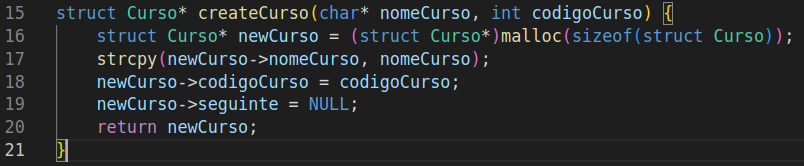 15 struct Curso* createCurso(char* nomeCurso, int codigoCurso) {
16     struct Curso* newCurso = (struct Curso*)malloc(sizeof(struct Curso));
17     strcpy(newCurso->nomeCurso, nomeCurso);
18     newCurso->codigoCurso = codigoCurso;
19     newCurso->seguinte = NULL;
20     return newCurso;
21 }